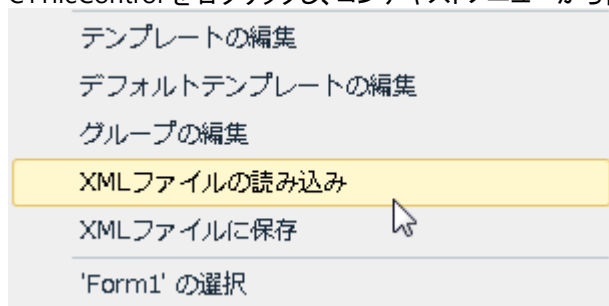 テンプレートの編集
デフォルトテンプレートの編集
グループの編集
XMLファイルの読み込み
XMLファイルに保存
'Form1' の選択